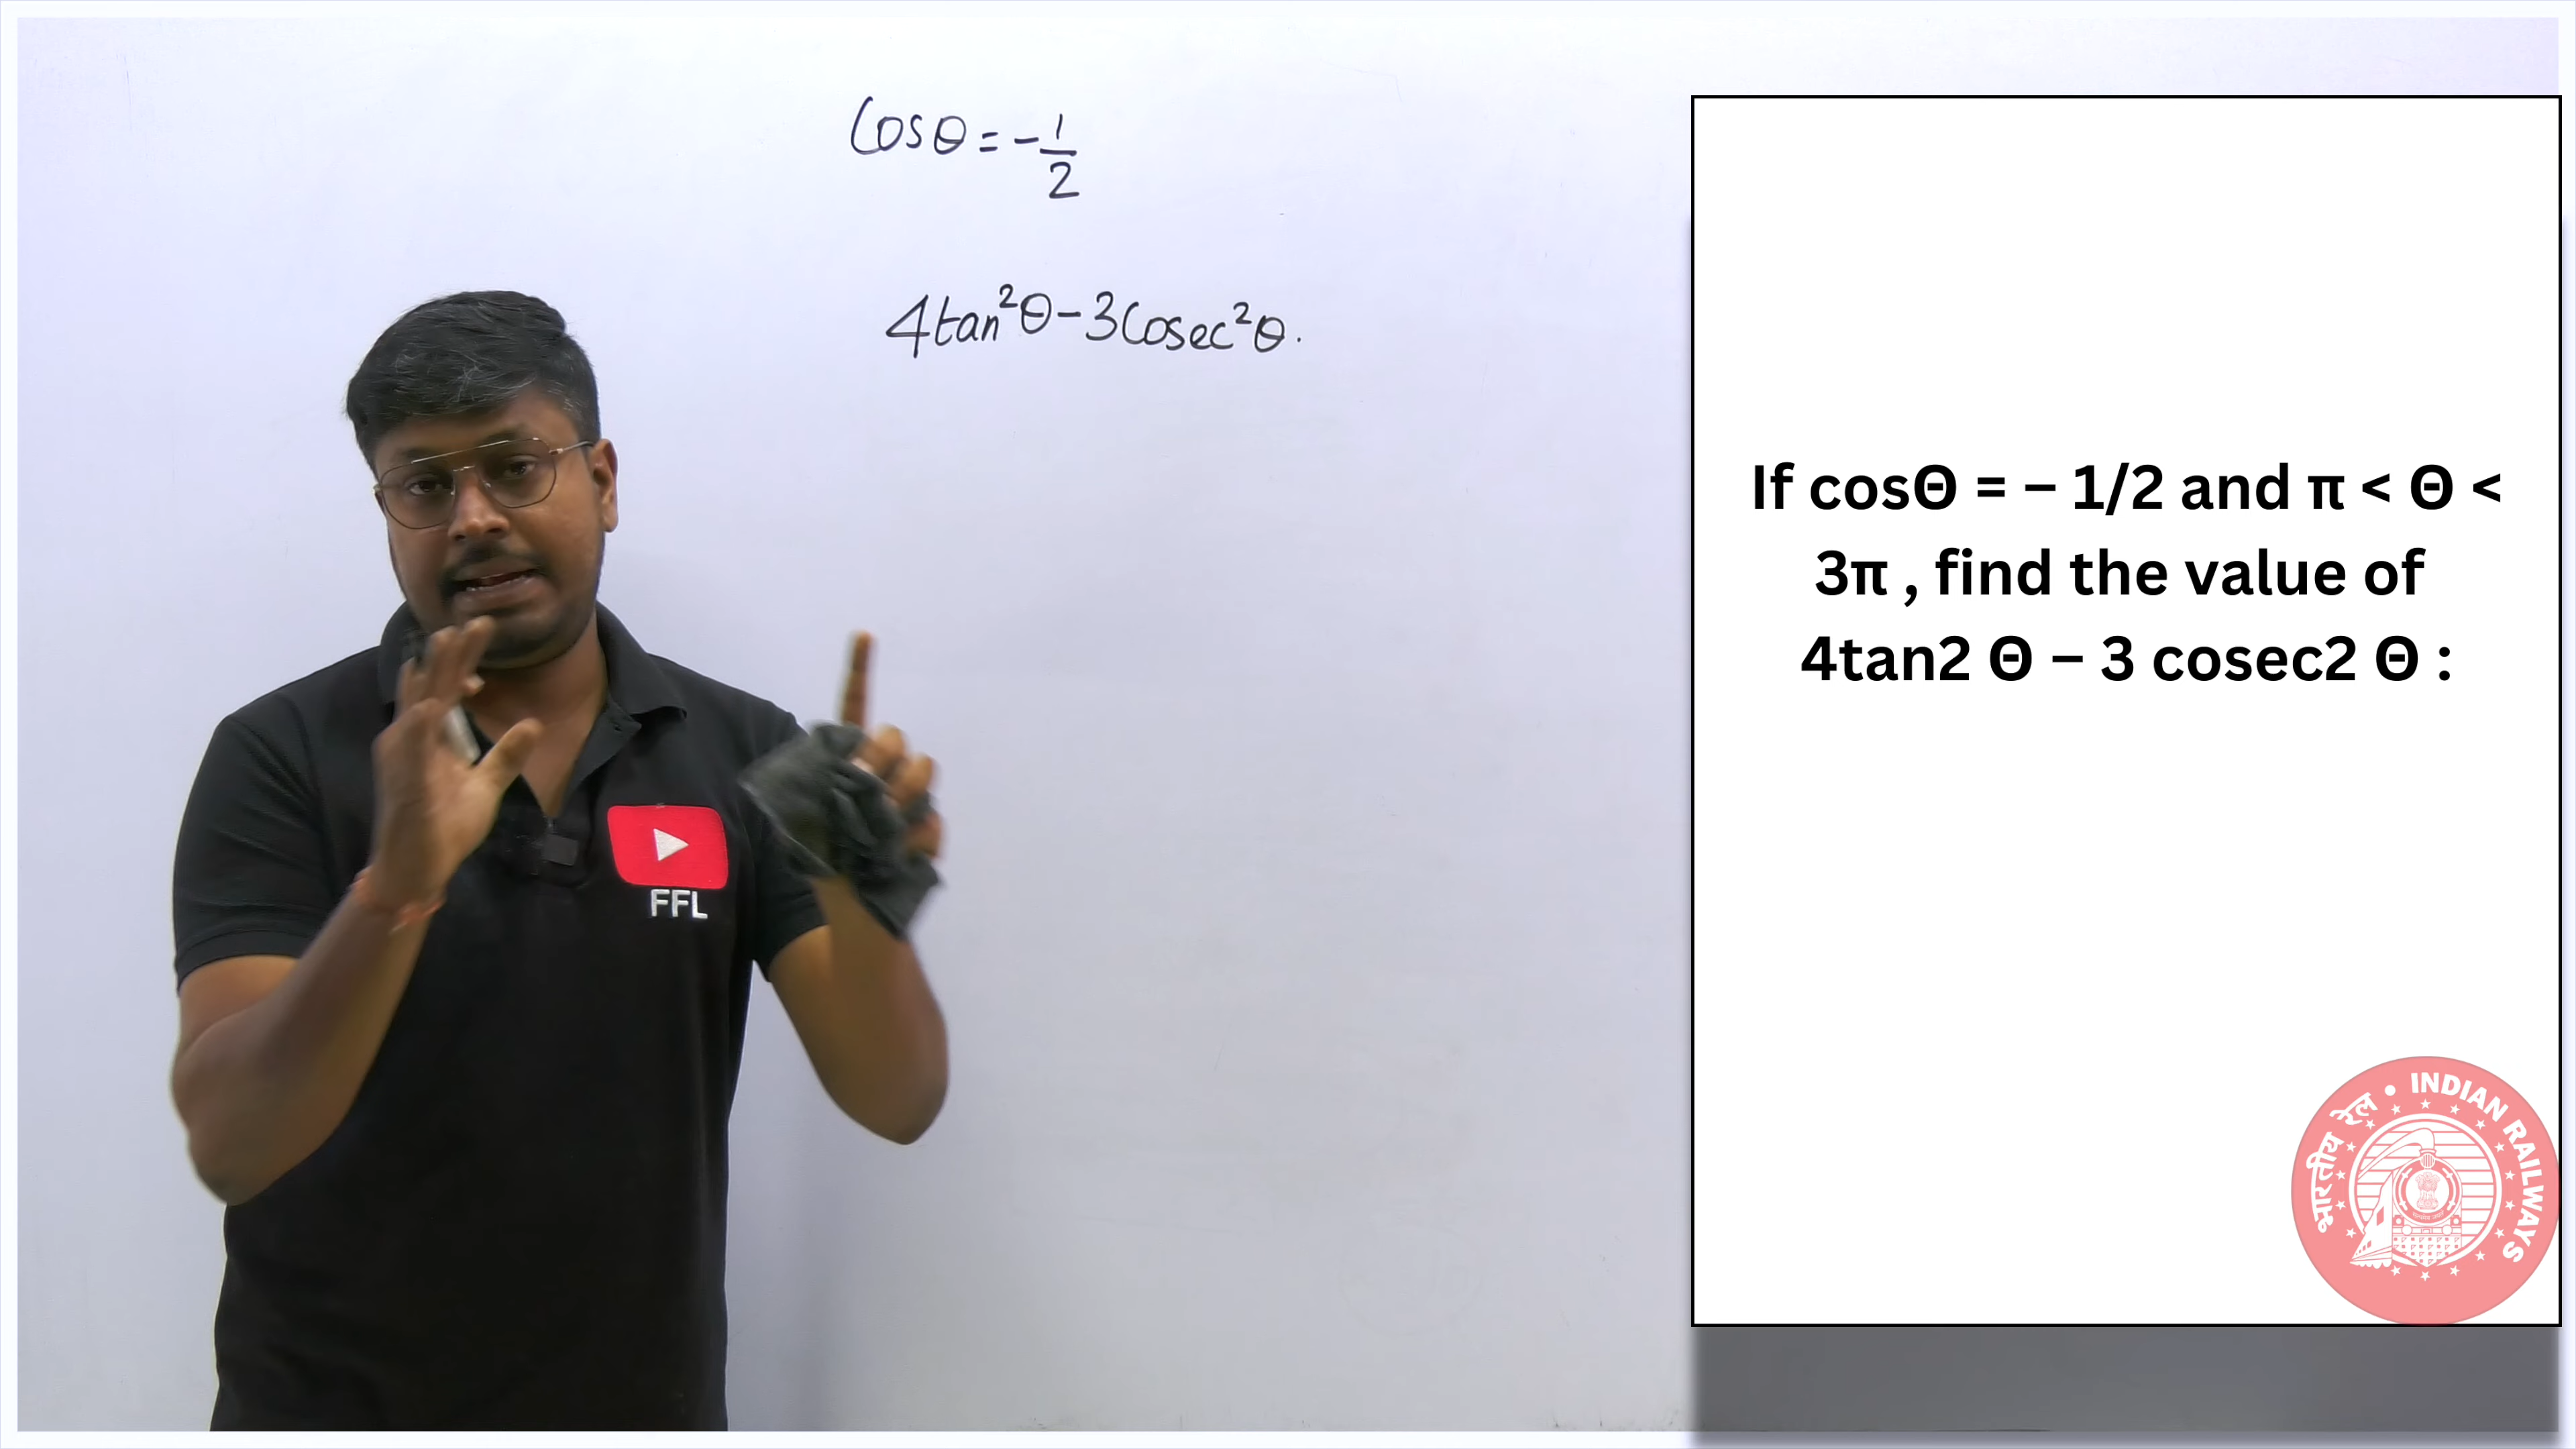 Cosθ = -1/2
4tan²θ - 3Cosec²θ.
If cosΘ = – 1/2 and π < Θ <
3π , find the value of
4tan2 Θ – 3 cosec2 Θ :
FFL
भारतीय रेल • INDIAN RAILWAYS